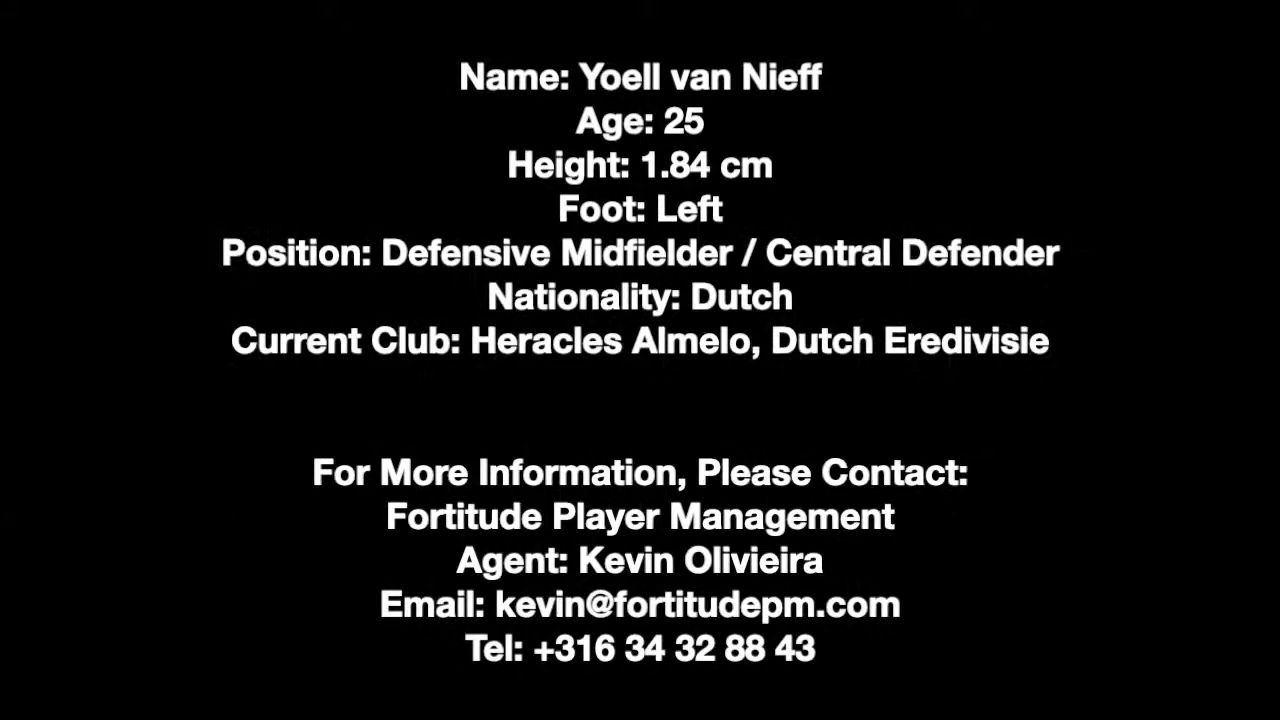 Name: Yoell van Nieff
Age: 25
Height: 1.84 cm
Foot: Left
Position: Defensive Midfielder / Central Defender
Nationality: Dutch
Current Club: Heracles Almelo, Dutch Eredivisie
For More Information, Please Contact:
Fortitude Player Management
Agent: Kevin Olivieira
Email: kevin@fortitudepm.com
Tel: +316 34 32 88 43